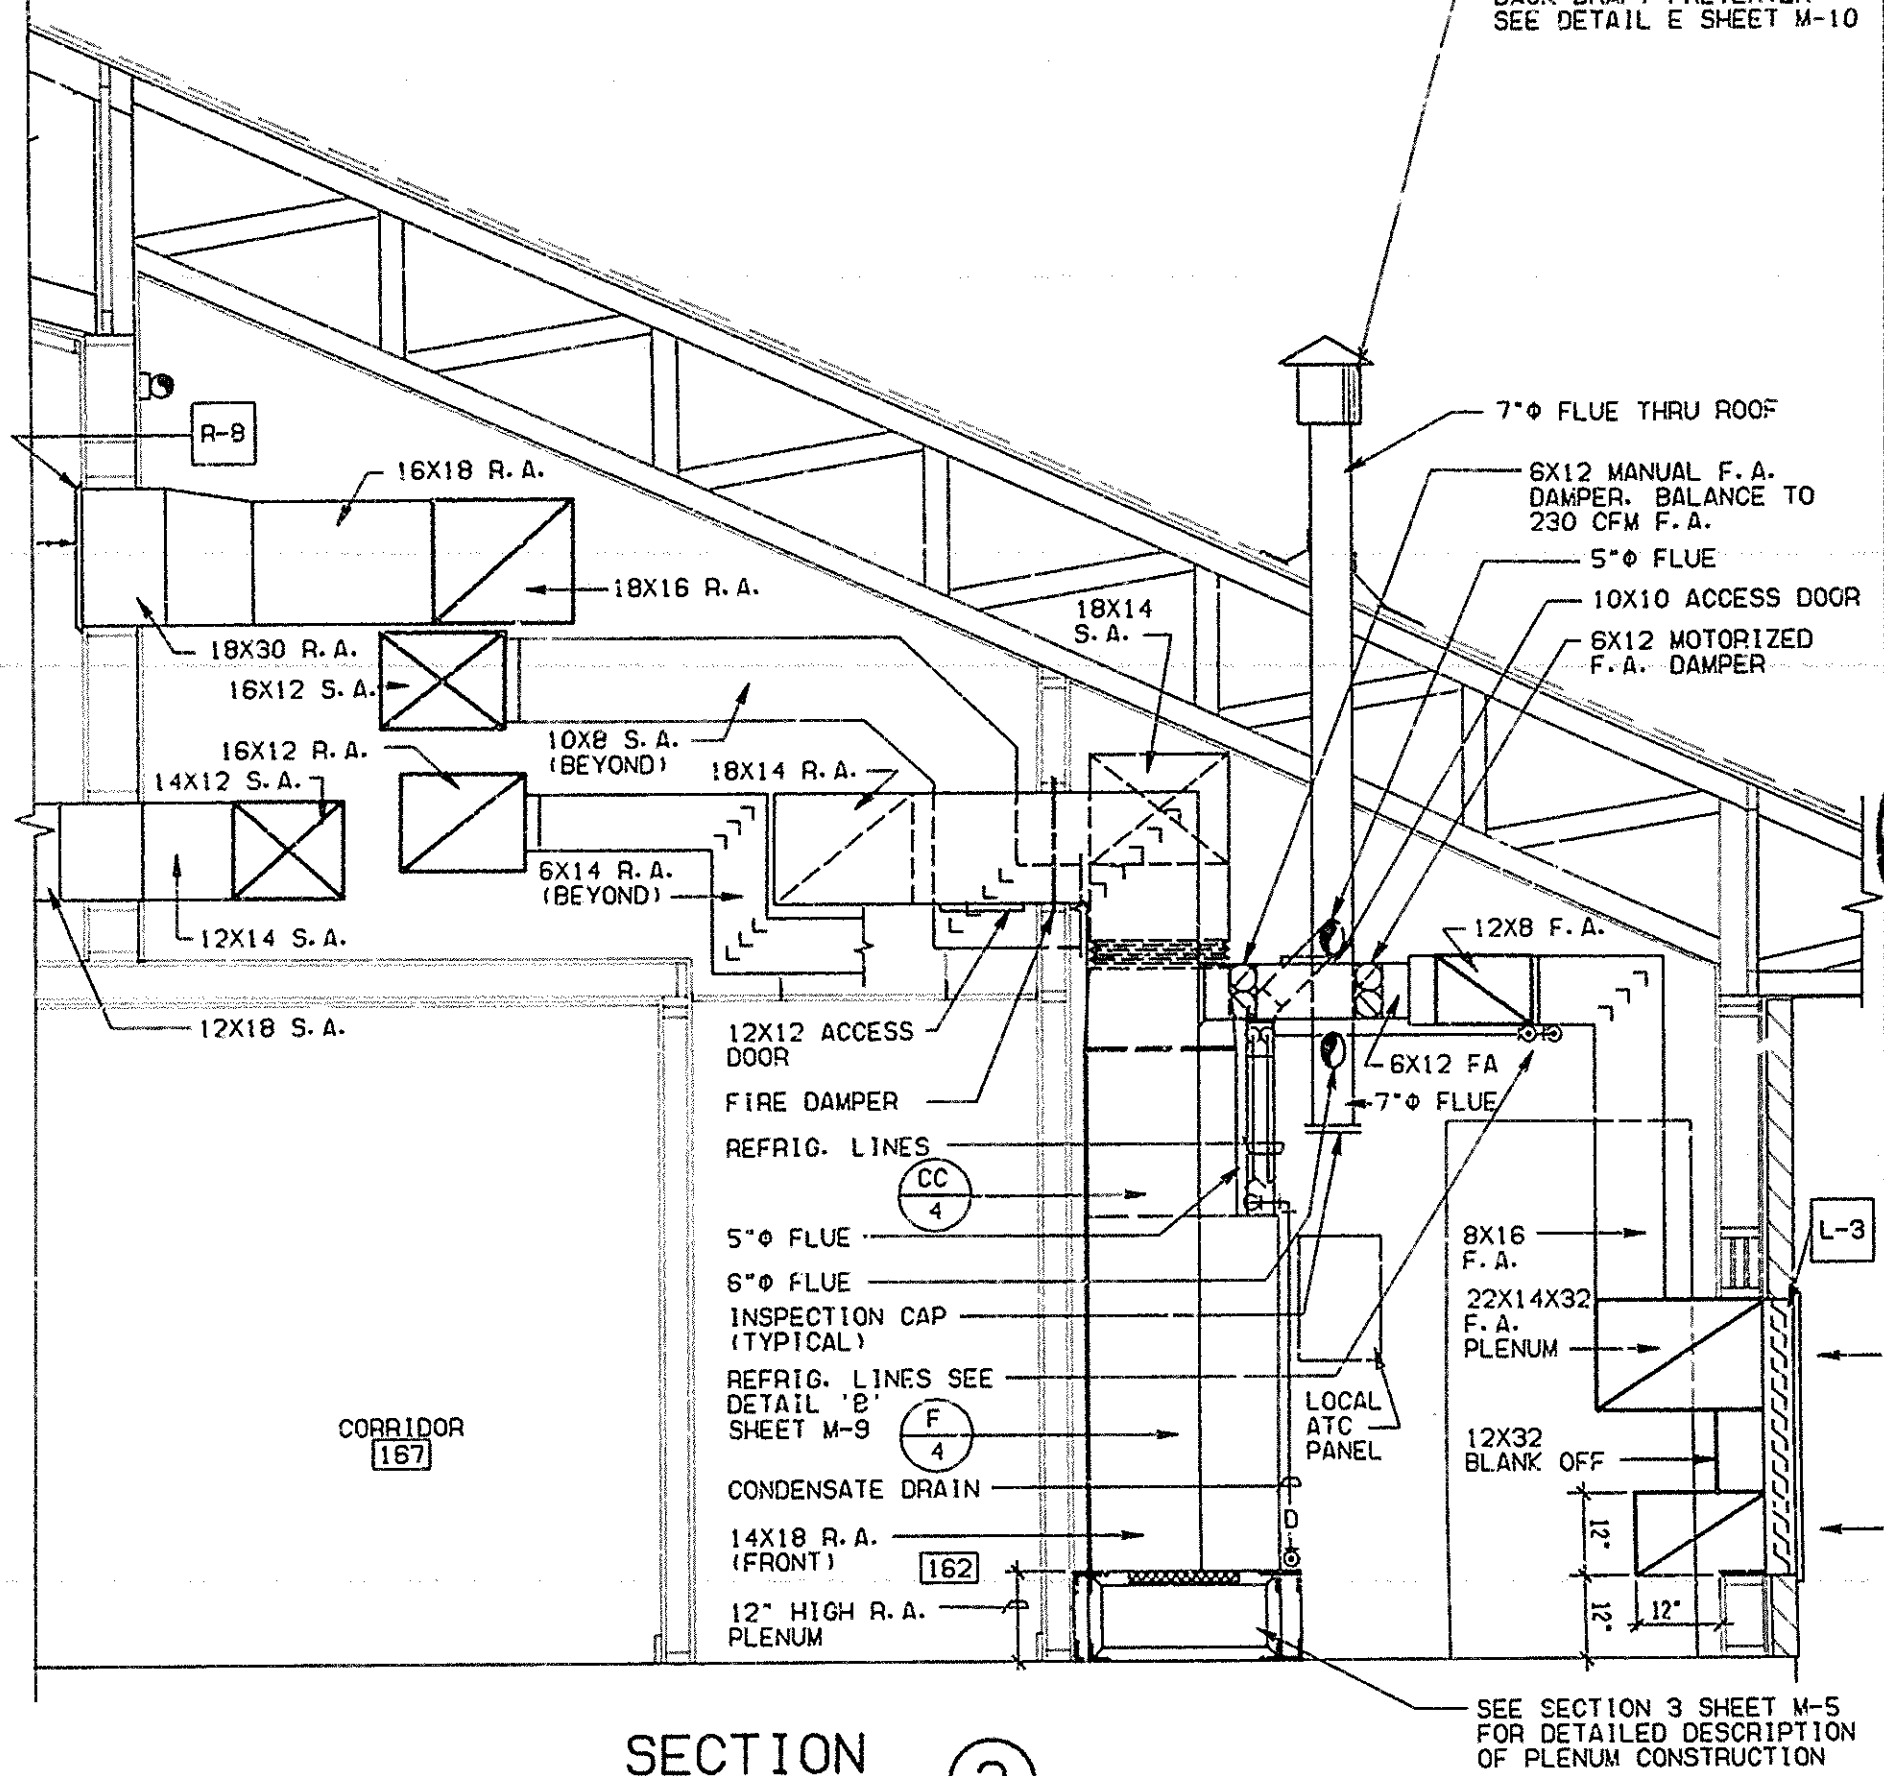 SEE DETAIL E SHEET M-10
7"Φ FLUE THRU ROOF
R-8
16X18 R.A.
6X12 MANUAL F.A.
DAMPER. BALANCE TO
230 CFM F.A.
5"Φ FLUE
18X16 R.A.
10X10 ACCESS DOOR
18X14
S.A.
18X30 R.A.
6X12 MOTORIZED
F.A. DAMPER
16X12 S.A.
10X8 S.A.
(BEYOND)
16X12 R.A.
14X12 S.A.
18X14 R.A.
6X14 R.A.
(BEYOND)
12X14 S.A.
12X8 F.A.
12X18 S.A.
12X12 ACCESS
DOOR
6X12 FA
FIRE DAMPER
7"Φ FLUE
REFRIG. LINES
CC
4
5"Φ FLUE
8X16
F.A.
L-3
6"Φ FLUE
INSPECTION CAP
(TYPICAL)
22X14X32
F.A.
PLENUM
REFRIG. LINES SEE
DETAIL 'B'
SHEET M-9
F
4
LOCAL
ATC
PANEL
CORRIDOR
167
12X32
BLANK OFF
CONDENSATE DRAIN
D
12"
14X18 R.A.
(FRONT)
162
12" HIGH R.A.
PLENUM
12"
12"
SEE SECTION 3 SHEET M-5
FOR DETAILED DESCRIPTION
OF PLENUM CONSTRUCTION
SECTION